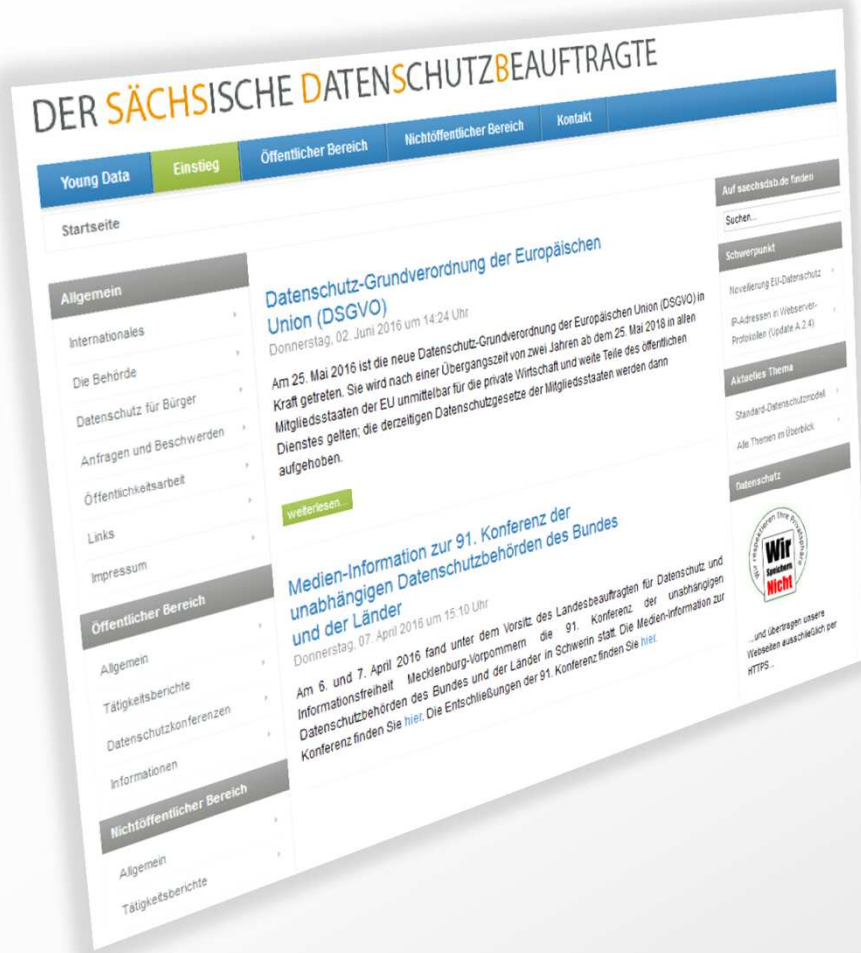 DER SÄCHSISCHE DATENSCHUTZBEAUFTRAGTE
Young Data
Einstieg
Öffentlicher Bereich
Nichtöffentlicher Bereich
Kontakt
Startseite
Allgemein
Internationales
Die Behörde
Datenschutz für Bürger
Anfragen und Beschwerden
Öffentlichkeitsarbeit
Links
Impressum
Öffentlicher Bereich
Allgemein
Tätigkeitsberichte
Datenschutzkonferenzen
Informationen
Nichtöffentlicher Bereich
Allgemein
Tätigkeitsberichte
Datenschutz-Grundverordnung der Europäischen
Union (DSGVO)
Donnerstag, 02. Juni 2016 um 14:24 Uhr
Am 25. Mai 2016 ist die neue Datenschutz-Grundverordnung der Europäischen Union (DSGVO) in
Kraft getreten. Sie wird nach einer Übergangszeit von zwei Jahren ab dem 25. Mai 2018 in allen
Mitgliedsstaaten der EU unmittelbar für die private Wirtschaft und weite Teile des öffentlichen
Dienstes gelten; die derzeitigen Datenschutzgesetze der Mitgliedsstaaten werden dann
aufgehoben.
weiterlesen...
Medien-Information zur 91. Konferenz der
unabhängigen Datenschutzbehörden des Bundes
und der Länder
Donnerstag, 07. April 2016 um 15:10 Uhr
Am 6. und 7. April 2016 fand unter dem Vorsitz des Landesbeauftragten für Datenschutz und
Informationsfreiheit Mecklenburg-Vorpommern die 91. Konferenz der unabhängigen
Datenschutzbehörden des Bundes und der Länder in Schwerin statt. Die Medien-Information zur
Konferenz finden Sie hier. Die Entschließungen der 91. Konferenz finden Sie hier.
Auf saechsdsb.de finden
Suchen...
Schwerpunkt
Novellierung EU-Datenschutz
IP-Adressen in Webserver-
Protokollen (Update A.2.4)
Aktuelles Thema
Standard-Datenschutzmodell
Alle Themen im Überblick
Datenschutz
Wir respektieren Ihre Privatsphäre
Wir
Speichern
Nicht
...und übertragen unsere
Webseiten ausschließlich per
HTTPS...